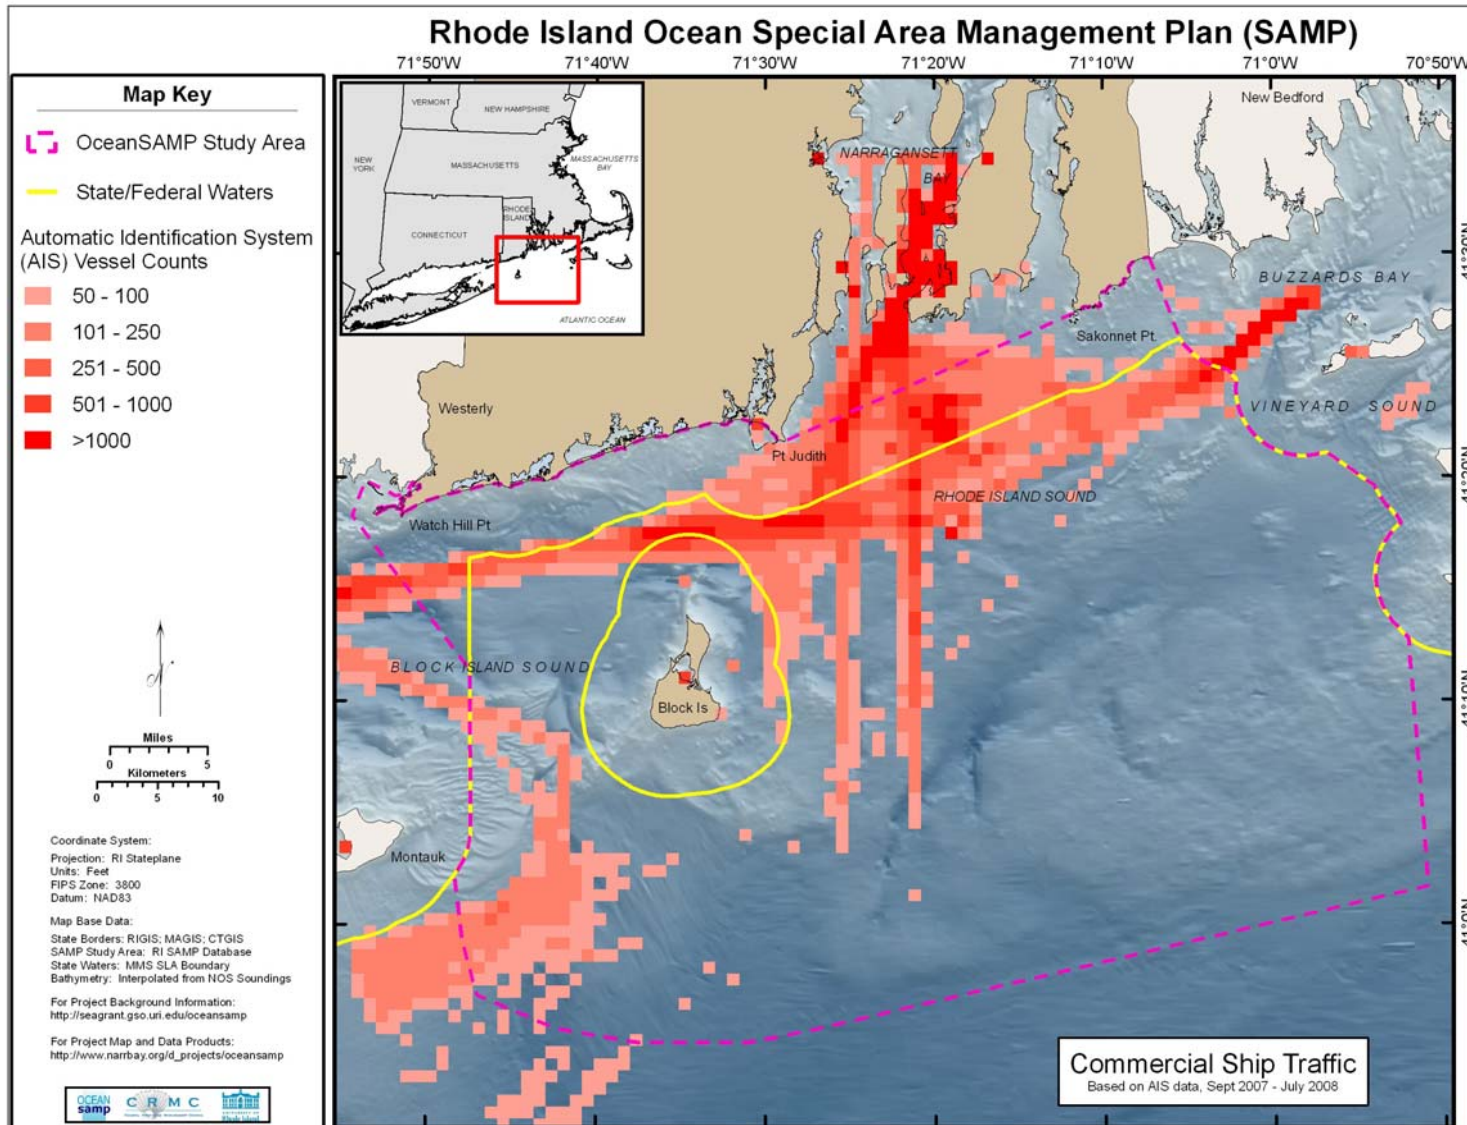 Rhode Island Ocean Special Area Management Plan (SAMP)
71°50'W 71°40'W 71°30'W 71°20'W 71°10'W 71°0'W 70°50'W
Map Key
OceanSAMP Study Area
State/Federal Waters
Automatic Identification System
(AIS) Vessel Counts
50 - 100
101 - 250
251 - 500
501 - 1000
>1000
N
Miles
0 5
Kilometers
0 5 10
Coordinate System:
Projection: RI Stateplane
Units: Feet
FIPS Zone: 3800
Datum: NAD83
Map Base Data:
State Borders: RIGIS; MAGIS; CTGIS
SAMP Study Area: RI SAMP Database
State Waters: MMS SLA Boundary
Bathymetry: Interpolated from NOS Soundings
For Project Background Information:
http://seagrant.gso.uri.edu/oceansamp
For Project Map and Data Products:
http://www.narrbay.org/d_projects/oceansamp
OCEAN
samp
CRMC
VERMONT
NEW HAMPSHIRE
NEW
YORK
MASSACHUSETTS
MASSACHUSETTS
BAY
RHODE
ISLAND
CONNECTICUT
ATLANTIC OCEAN
New Bedford
NARRAGANSETT
BAY
41°30'N
BUZZARDS BAY
Sakonnet Pt.
Westerly
VINEYARD SOUND
Pt Judith
41°20'N
RHODE ISLAND SOUND
Watch Hill Pt
BLOCK ISLAND SOUND
41°10'N
Block Is
Montauk
41°0'N
Commercial Ship Traffic
Based on AIS data, Sept 2007 - July 2008